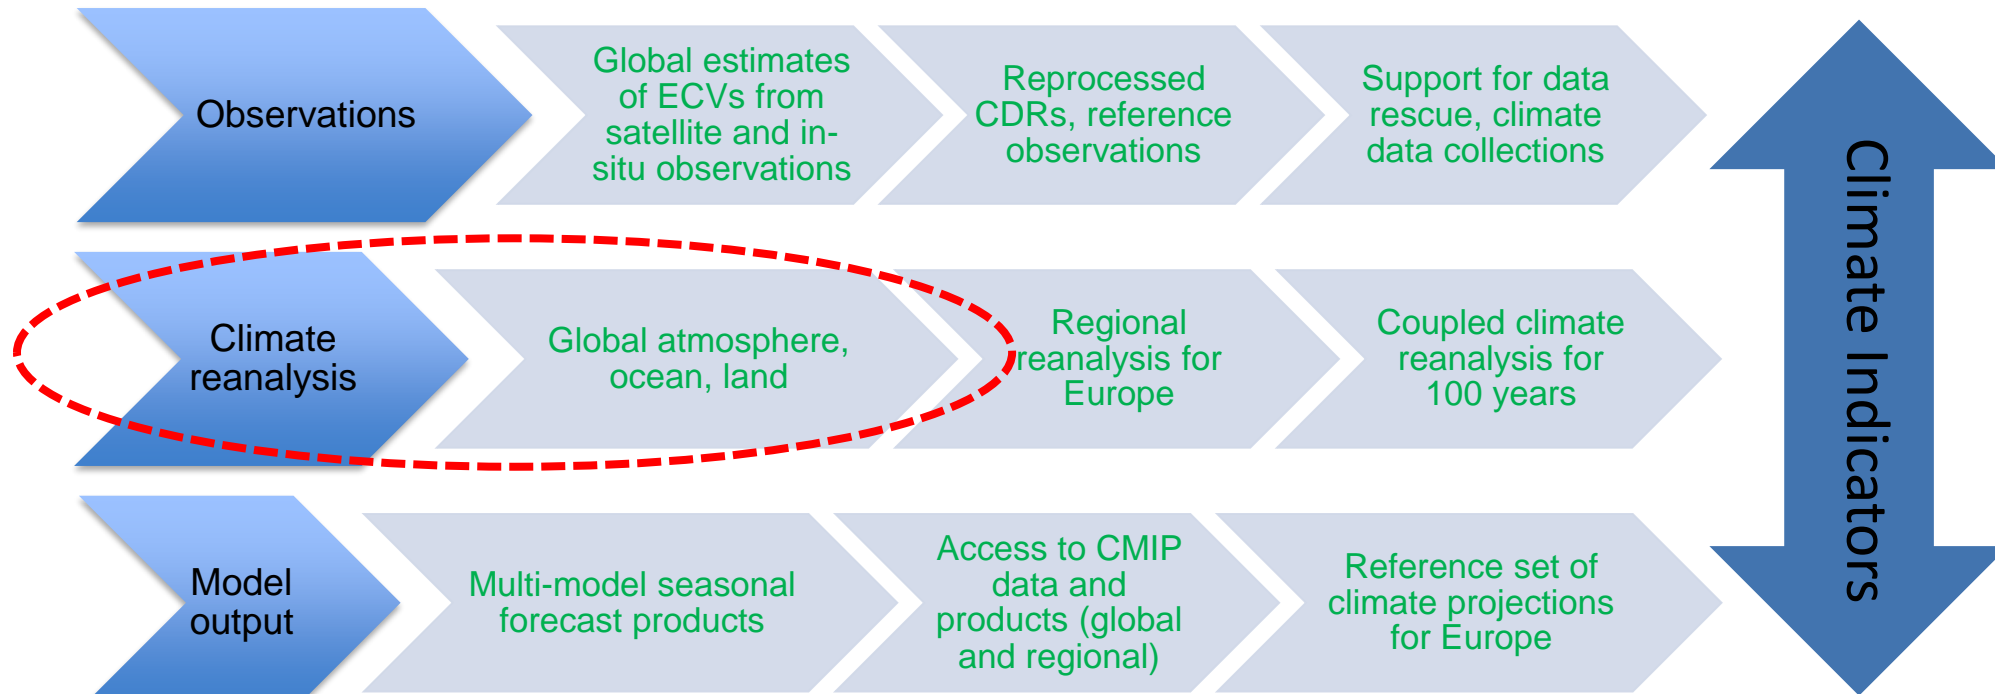 Observations
Global estimates
of ECVs from
satellite and in-
situ observations
Reprocessed
CDRs, reference
observations
Support for data
rescue, climate
data collections
Climate
reanalysis
Global atmosphere,
ocean, land
Regional
reanalysis for
Europe
Coupled climate
reanalysis for
100 years
Model
output
Multi-model seasonal
forecast products
Access to CMIP
data and
products (global
and regional)
Reference set of
climate projections
for Europe
Climate Indicators